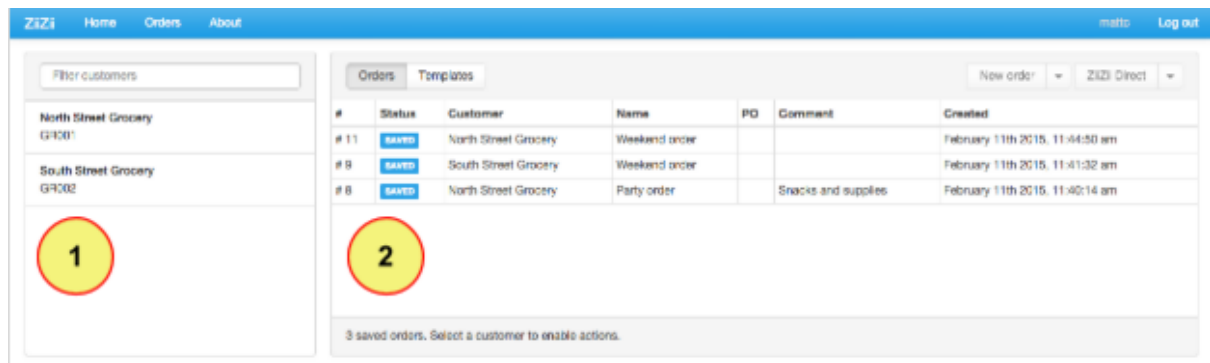 ZiiZii Home Orders About matto Log out
Filter customers
North Street Grocery
GR001
South Street Grocery
GR002
1
Orders Templates New order ZiiZii Direct
# Status Customer Name PO Comment Created
# 11 SAVED North Street Grocery Weekend order February 11th 2015, 11:44:50 am
# 9 SAVED South Street Grocery Weekend order February 11th 2015, 11:41:32 am
# 8 SAVED North Street Grocery Party order Snacks and supplies February 11th 2015, 11:40:14 am
2
3 saved orders. Select a customer to enable actions.